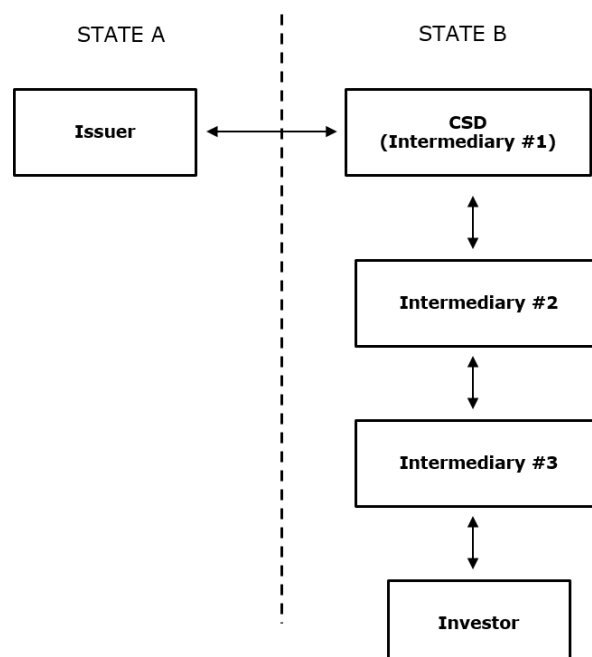 STATE A
STATE B
Issuer
CSD
(Intermediary #1)
Intermediary #2
Intermediary #3
Investor